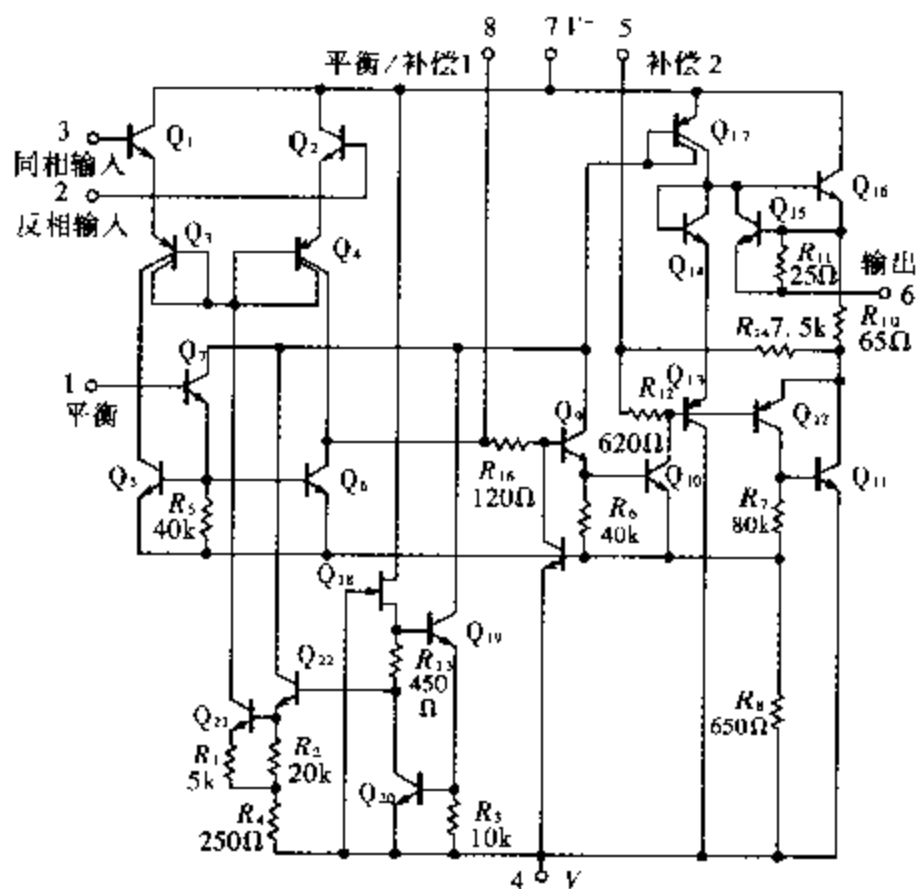 8 7 V⁻ 5
平衡/补偿1 补偿2
3 Q₁ Q₂ Q₁₇
同相输入
2 Q₁₆
反相输入 Q₃ Q₄ Q₁₅
Q₁₄ R₁₁ 25Ω 输出
6
R₁₄ 7.5k R₁₀ 65Ω
Q₇
1
平衡
Q₉ R₁₂ 620Ω Q₁₃ Q₁₂
Q₅ Q₆ R₁₆ 120Ω Q₁₀ Q₁₁
R₅ 40k R₆ 40k R₇ 80k
Q₁₈ Q₁₉
Q₂₂ R₁₃ 450Ω
Q₂₁ R₈ 650Ω
R₁ 5k R₂ 20k
Q₂₀
R₄ 250Ω R₃ 10k
4 V